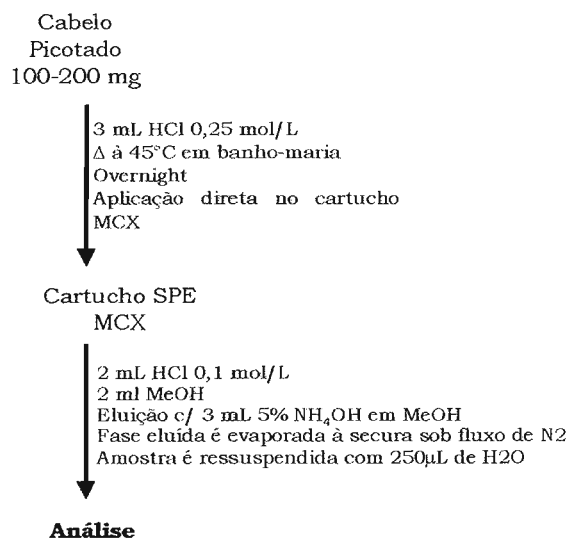 Cabelo
Picotado
100-200 mg
3 mL HCl 0,25 mol/L
Δ à 45°C em banho-maria
Overnight
Aplicação direta no cartucho
MCX
Cartucho SPE
MCX
2 mL HCl 0,1 mol/L
2 ml MeOH
Eluição c/ 3 mL 5% NH₄OH em MeOH
Fase eluída é evaporada à secura sob fluxo de N2
Amostra é ressuspendida com 250μL de H2O
Análise